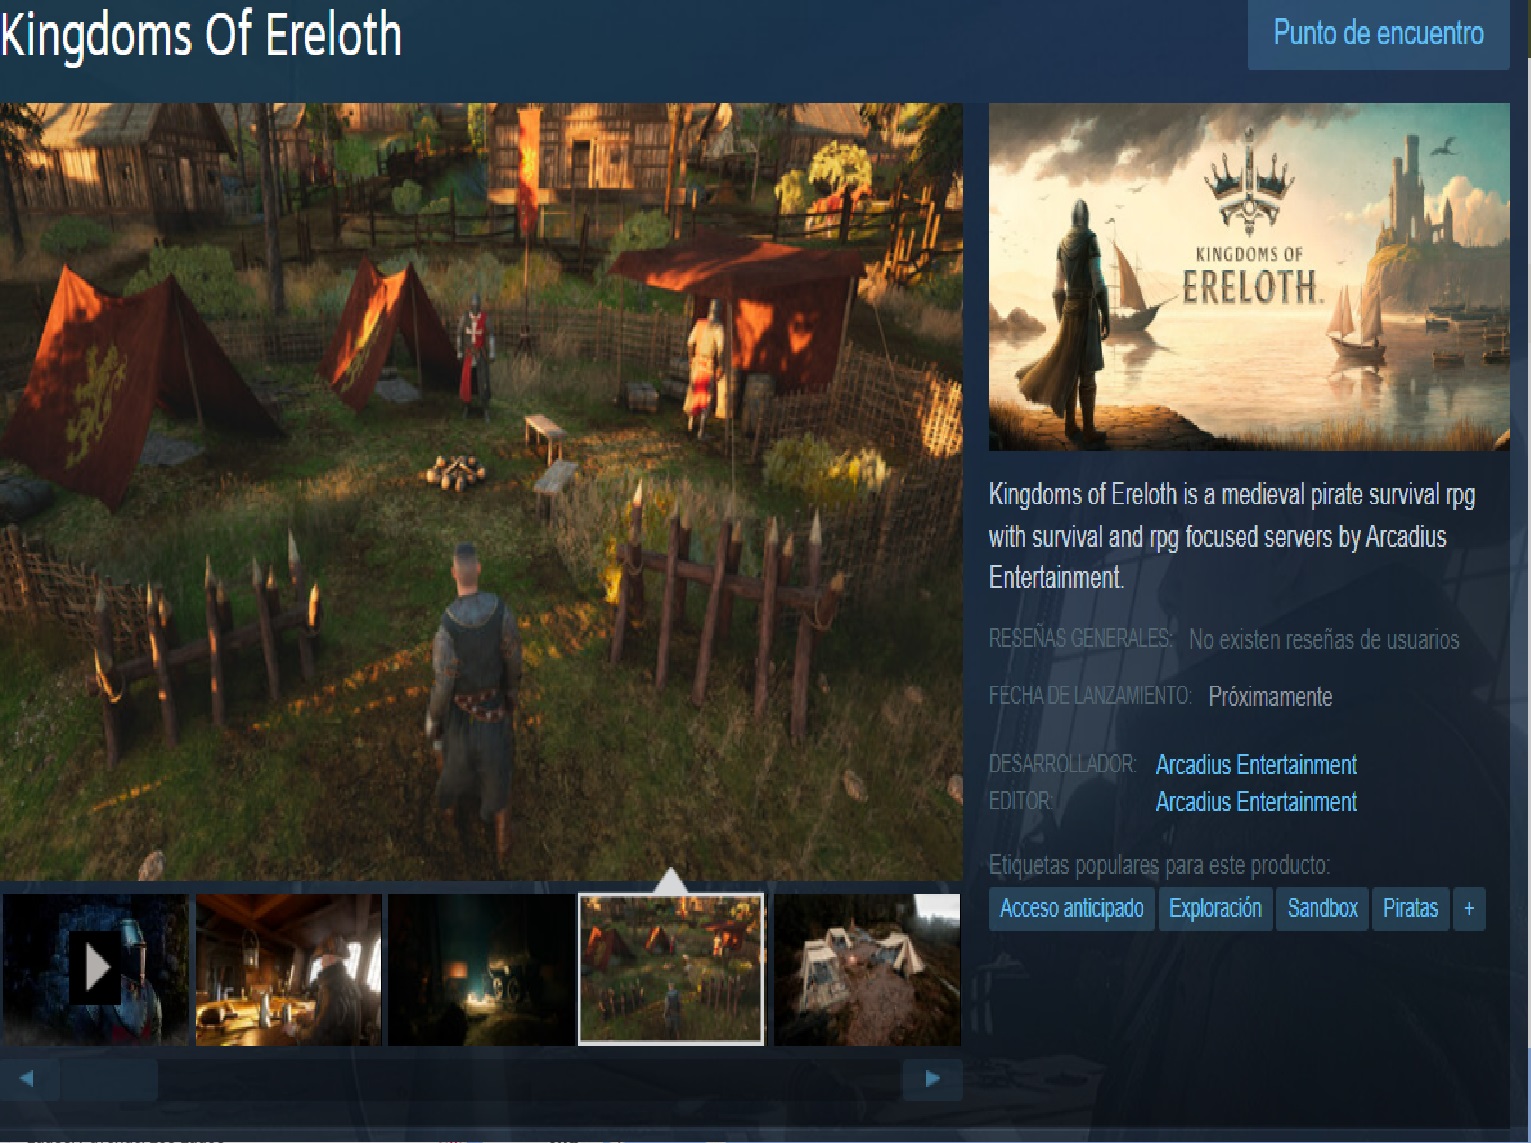 Kingdoms Of Ereloth
Punto de encuentro
KINGDOMS OF
ERELOTH
Kingdoms of Ereloth is a medieval pirate survival rpg
with survival and rpg focused servers by Arcadius
Entertainment.
RESEÑAS GENERALES: No existen reseñas de usuarios
FECHA DE LANZAMIENTO: Próximamente
DESARROLLADOR: Arcadius Entertainment
EDITOR: Arcadius Entertainment
Etiquetas populares para este producto:
Acceso anticipado Exploración Sandbox Piratas +